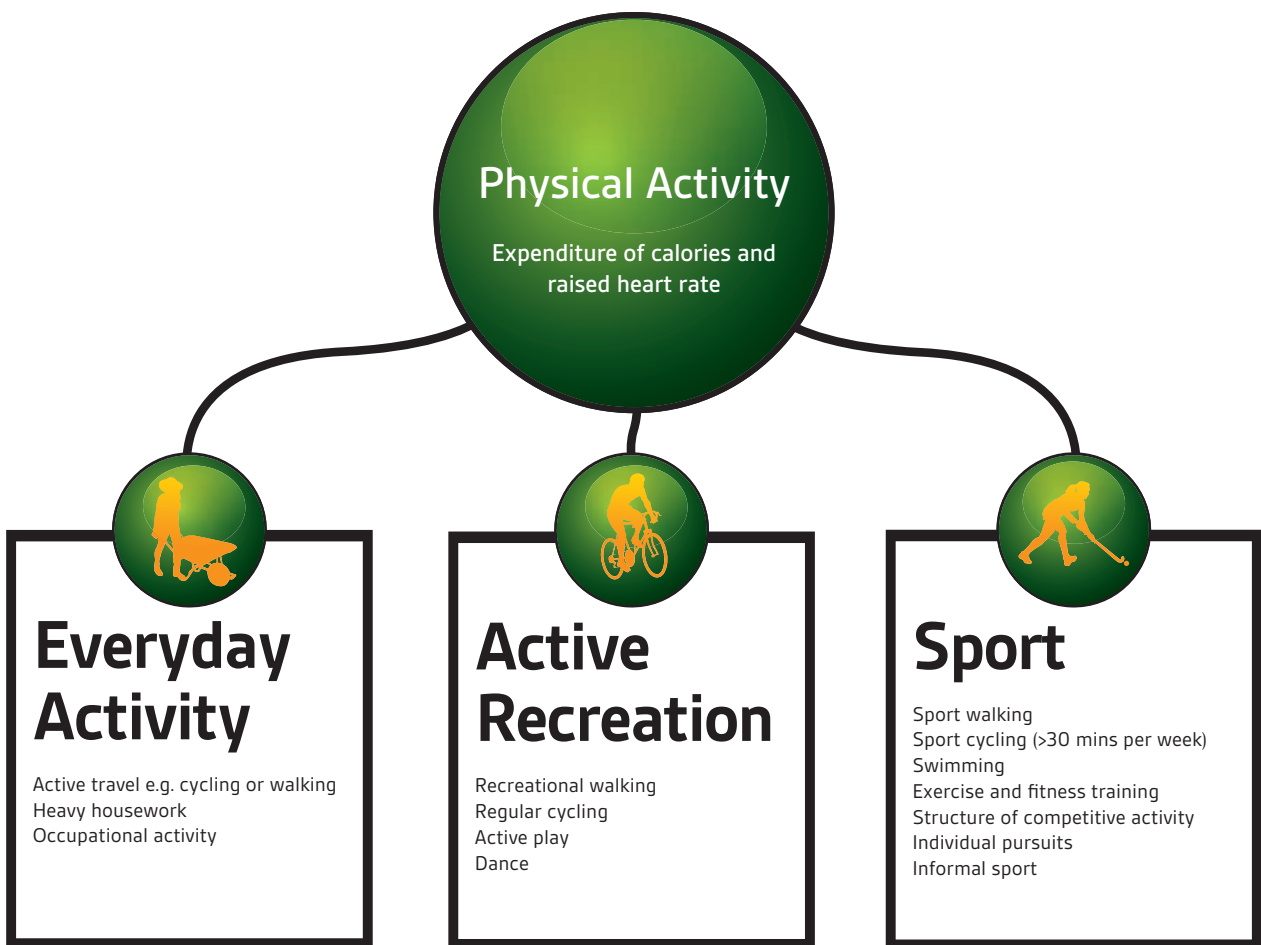 Physical Activity
Expenditure of calories and
raised heart rate
Everyday
Activity
Active travel e.g. cycling or walking
Heavy housework
Occupational activity
Active
Recreation
Recreational walking
Regular cycling
Active play
Dance
Sport
Sport walking
Sport cycling (>30 mins per week)
Swimming
Exercise and fitness training
Structure of competitive activity
Individual pursuits
Informal sport